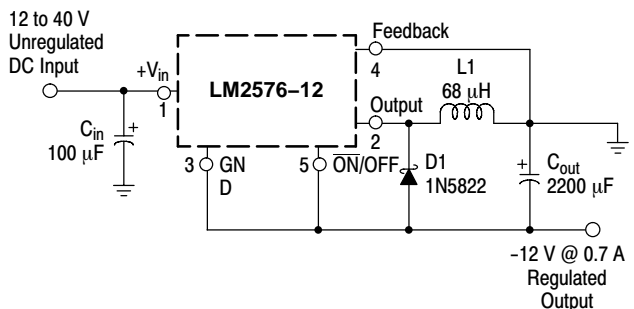 12 to 40 V
Unregulated
DC Input
+Vin
1
Cin
100 µF
+
LM2576–12
Feedback
4
Output
2
3
GN
D
5
ON/OFF
L1
68 µH
D1
1N5822
+
Cout
2200 µF
–12 V @ 0.7 A
Regulated
Output